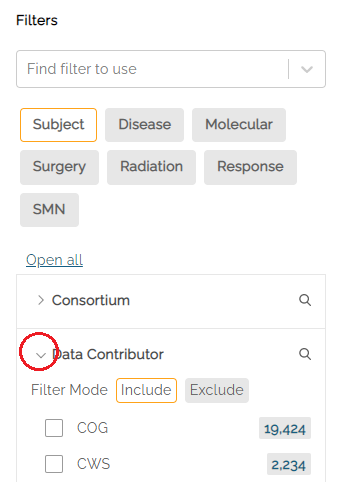 Filters
Find filter to use
Subject Disease Molecular
Surgery Radiation Response
SMN
Open all
Consortium
Data Contributor
Filter Mode Include Exclude
COG 19,424
CWS 2,234